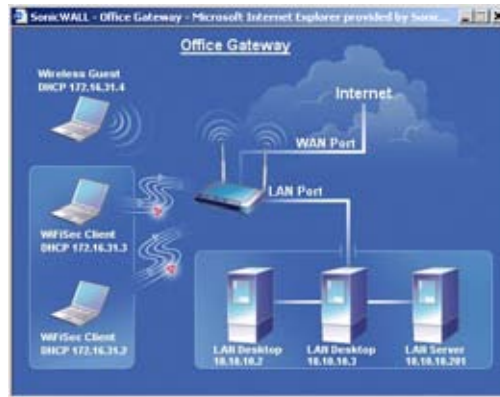 SonicWALL - Office Gateway - Microsoft Internet Explorer provided by Sonic...
Office Gateway
Wireless Guest
DHCP 172.16.31.4
Internet
WAN Port
LAN Port
WiFiSec Client
DHCP 172.16.31.3
WiFiSec Client
DHCP 172.16.31.2
LAN Desktop
10.10.10.2
LAN Desktop
10.10.10.3
LAN Server
10.10.10.201